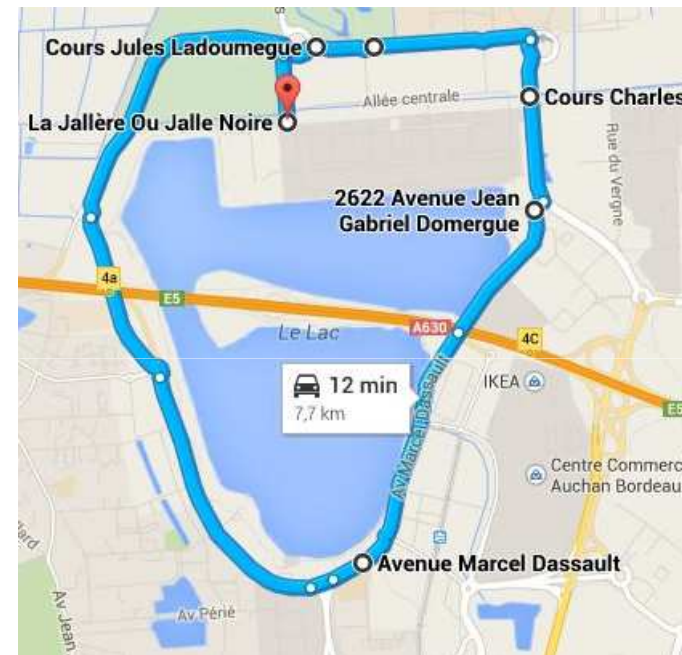 Cours Jules Ladoumegue
Allée centrale
Cours Charles
La Jallère Ou Jalle Noire
Rue du Vergne
2622 Avenue Jean
Gabriel Domergue
4a
E5
A630
Le Lac
4C
12 min
7,7 km
IKEA
E5
Av Marcel Dassault
Centre Commerc
Auchan Bordeau
Avenue Marcel Dassault
Av Périé
Av Jean